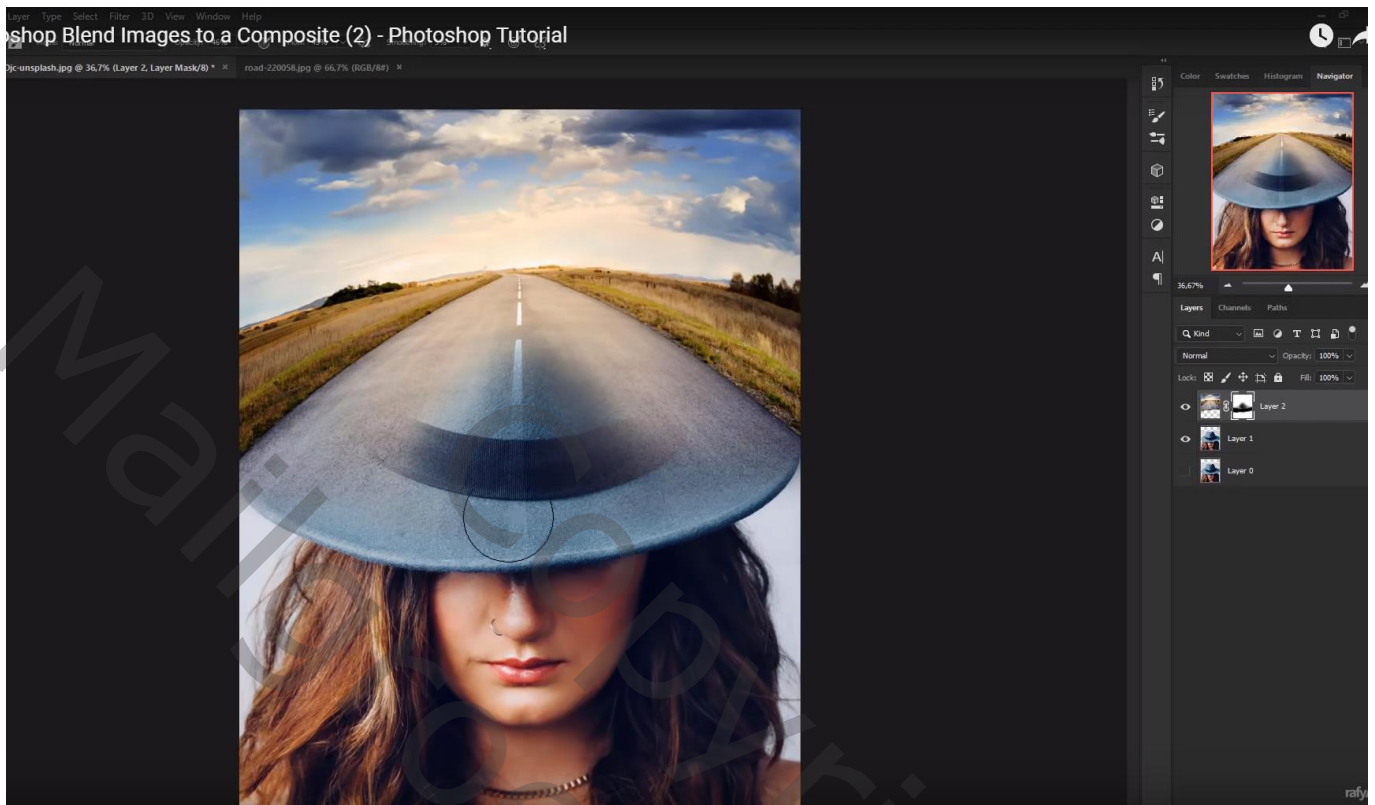 Layer Type Select Filter 3D View Window Help
oshop Blend Images to a Composite (2) - Photoshop Tutorial
0jc-unsplash.jpg @ 36,7% (Layer 2, Layer Mask/8) * ×
road-220058.jpg @ 66,7% (RGB/8#) ×
Color Swatches Histogram Navigator
36,67%
Layers Channels Paths
Kind
Normal Opacity: 100%
Lock: Fill: 100%
Layer 2
Layer 1
Layer 0
rafy